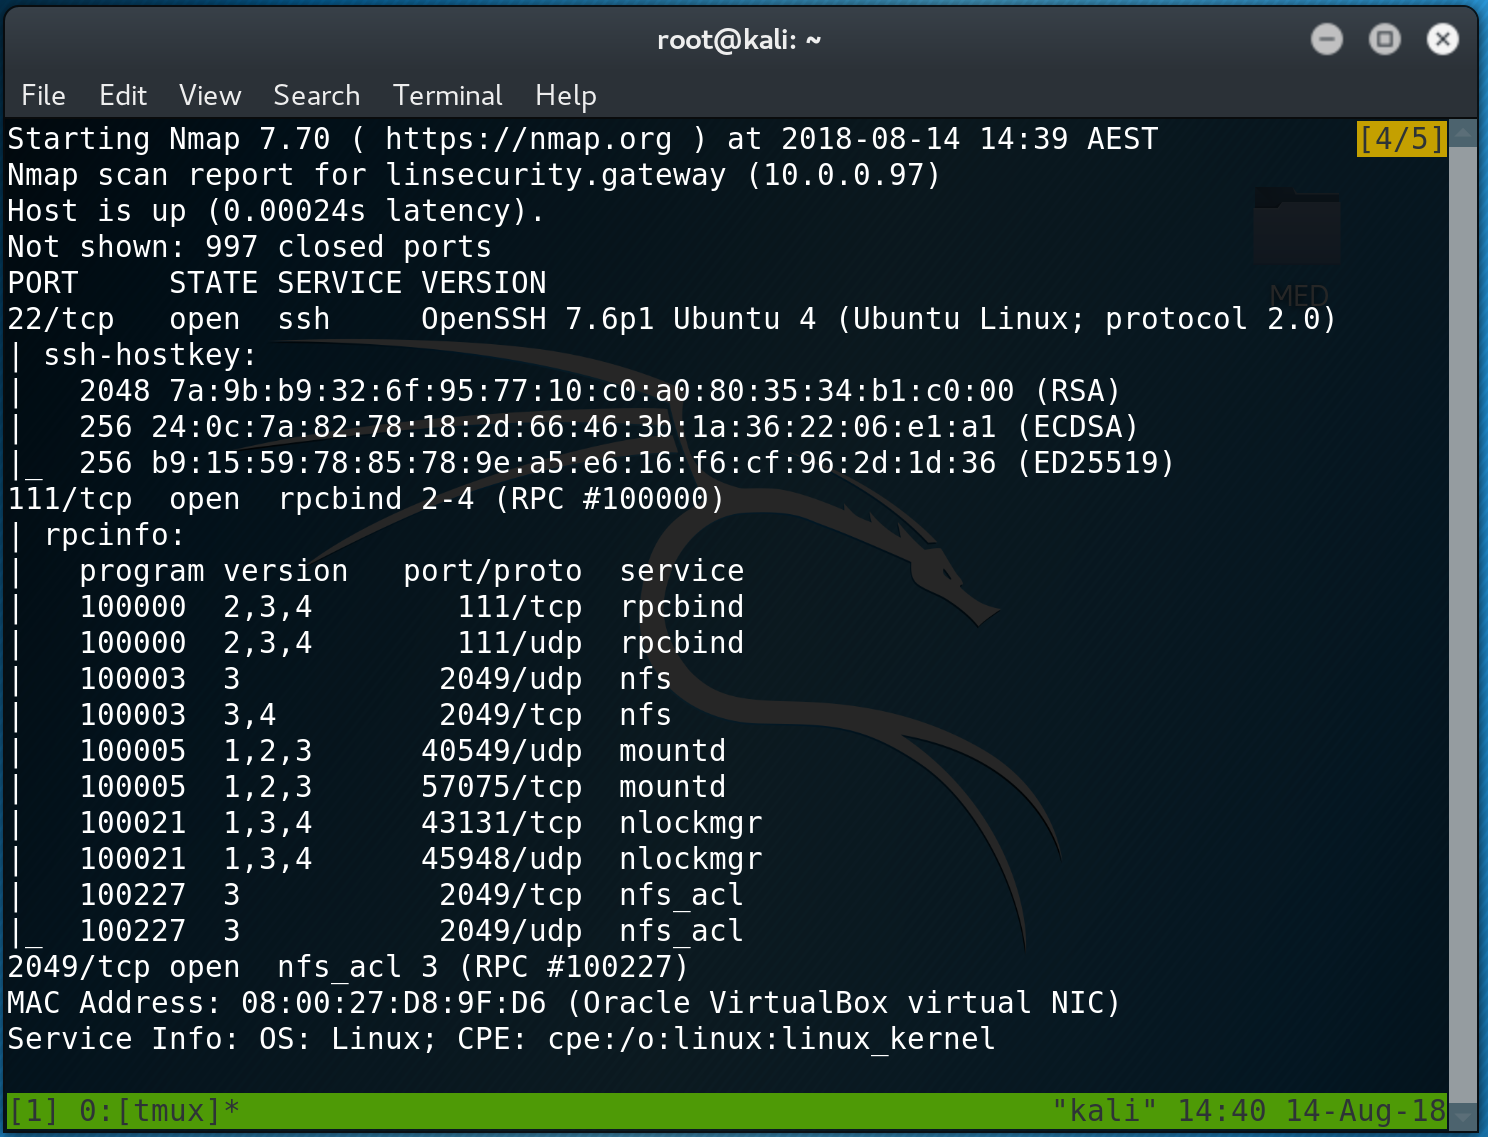 root@kali: ~
File Edit View Search Terminal Help
Starting Nmap 7.70 ( https://nmap.org ) at 2018-08-14 14:39 AEST [4/5]
Nmap scan report for linsecurity.gateway (10.0.0.97)
Host is up (0.00024s latency).
Not shown: 997 closed ports
PORT     STATE SERVICE VERSION
MED
22/tcp   open  ssh     OpenSSH 7.6p1 Ubuntu 4 (Ubuntu Linux; protocol 2.0)
| ssh-hostkey:
|   2048 7a:9b:b9:32:6f:95:77:10:c0:a0:80:35:34:b1:c0:00 (RSA)
|   256 24:0c:7a:82:78:18:2d:66:46:3b:1a:36:22:06:e1:a1 (ECDSA)
|_  256 b9:15:59:78:85:78:9e:a5:e6:16:f6:cf:96:2d:1d:36 (ED25519)
111/tcp  open  rpcbind 2-4 (RPC #100000)
| rpcinfo:
|   program version   port/proto  service
|   100000  2,3,4        111/tcp  rpcbind
|   100000  2,3,4        111/udp  rpcbind
|   100003  3           2049/udp  nfs
|   100003  3,4         2049/tcp  nfs
|   100005  1,2,3      40549/udp  mountd
|   100005  1,2,3      57075/tcp  mountd
|   100021  1,3,4      43131/tcp  nlockmgr
|   100021  1,3,4      45948/udp  nlockmgr
|   100227  3           2049/tcp  nfs_acl
|_  100227  3           2049/udp  nfs_acl
2049/tcp open  nfs_acl 3 (RPC #100227)
MAC Address: 08:00:27:D8:9F:D6 (Oracle VirtualBox virtual NIC)
Service Info: OS: Linux; CPE: cpe:/o:linux:linux_kernel
[1] 0:[tmux]* "kali" 14:40 14-Aug-18